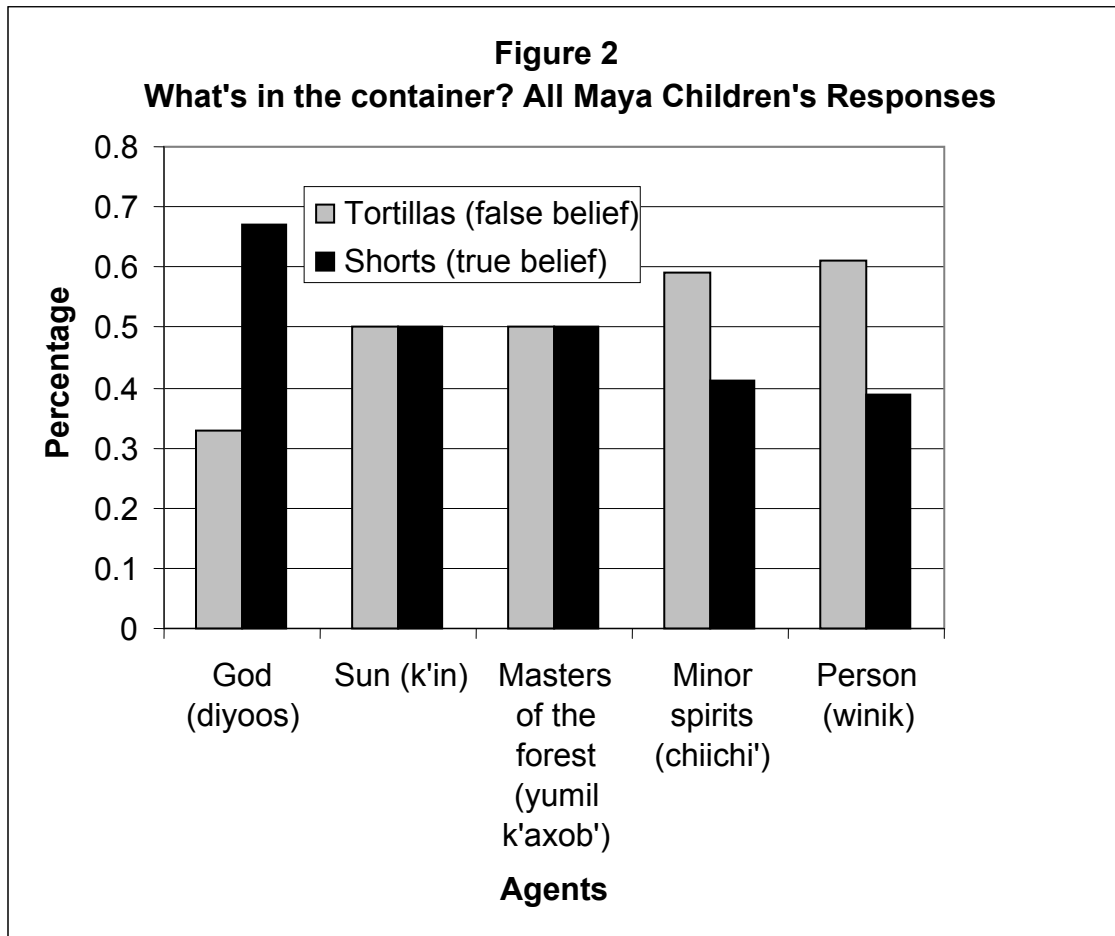 Figure 2
What's in the container? All Maya Children's Responses
0.8
0.7
0.6
0.5
0.4
0.3
0.2
0.1
0
Percentage
Tortillas (false belief)
Shorts (true belief)
God
(diyoos)
Sun (k'in)
Masters
of the
forest
(yumil
k'axob')
Minor
spirits
(chiichi')
Person
(winik)
Agents